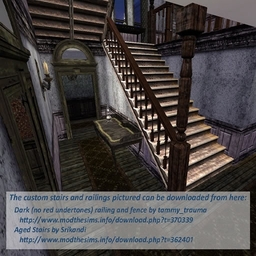 The custom stairs and railings pictured can be downloaded from here:
Dark (no red undertones) railing and fence by tammy_trauma
http://www.modthesims.info/download.php?t=370339
Aged Stairs by Srikandi
http://www.modthesims.info/download.php?t=362401